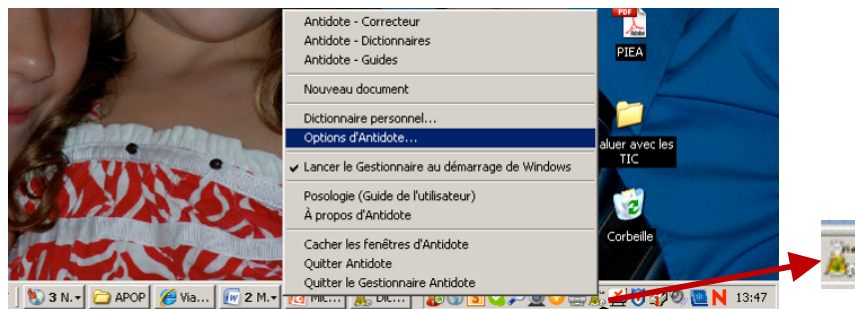 Antidote - Correcteur
Antidote - Dictionnaires
Antidote - Guides
Nouveau document
Dictionnaire personnel...
Options d'Antidote...
Lancer le Gestionnaire au démarrage de Windows
Posologie (Guide de l'utilisateur)
À propos d'Antidote
Cacher les fenêtres d'Antidote
Quitter Antidote
Quitter le Gestionnaire Antidote
PDF
Adobe
PIEA
aluer avec les
TIC
Corbeille
3 N.
APOP
Via...
2 M.
MIC...
DIC...
N
13:47